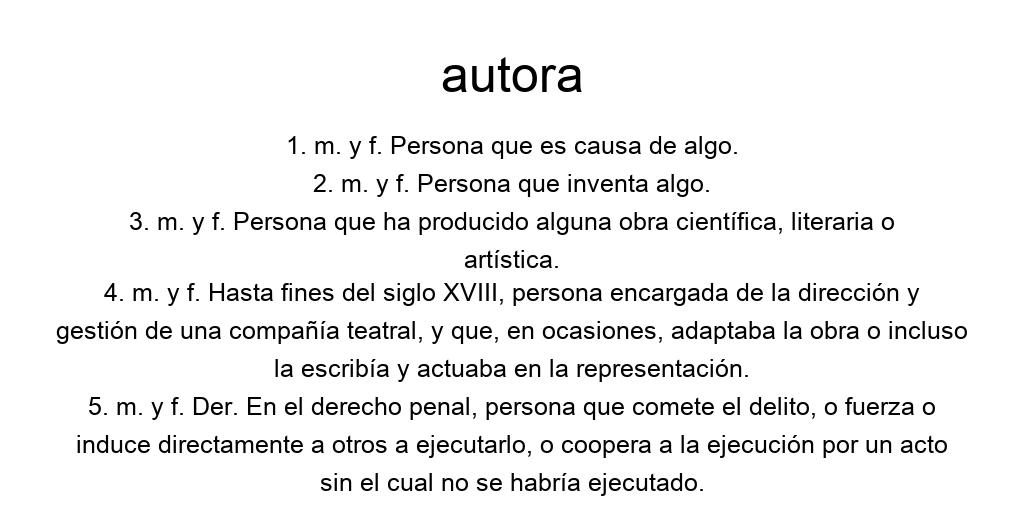 autora
1. m. y f. Persona que es causa de algo.
2. m. y f. Persona que inventa algo.
3. m. y f. Persona que ha producido alguna obra científica, literaria o
artística.
4. m. y f. Hasta fines del siglo XVIII, persona encargada de la dirección y
gestión de una compañía teatral, y que, en ocasiones, adaptaba la obra o incluso
la escribía y actuaba en la representación.
5. m. y f. Der. En el derecho penal, persona que comete el delito, o fuerza o
induce directamente a otros a ejecutarlo, o coopera a la ejecución por un acto
sin el cual no se habría ejecutado.